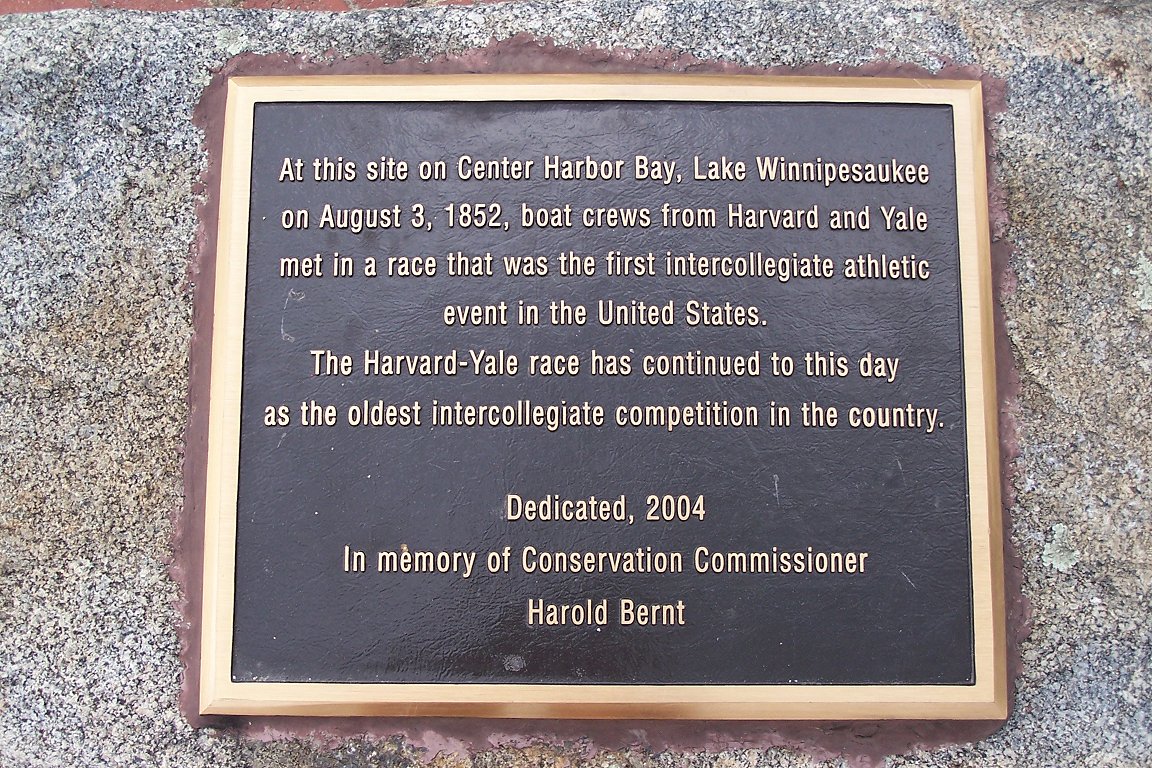 At this site on Center Harbor Bay, Lake Winnipesaukee
on August 3, 1852, boat crews from Harvard and Yale
met in a race that was the first intercollegiate athletic
event in the United States.
The Harvard-Yale race has continued to this day
as the oldest intercollegiate competition in the country.
Dedicated, 2004
In memory of Conservation Commissioner
Harold Bernt